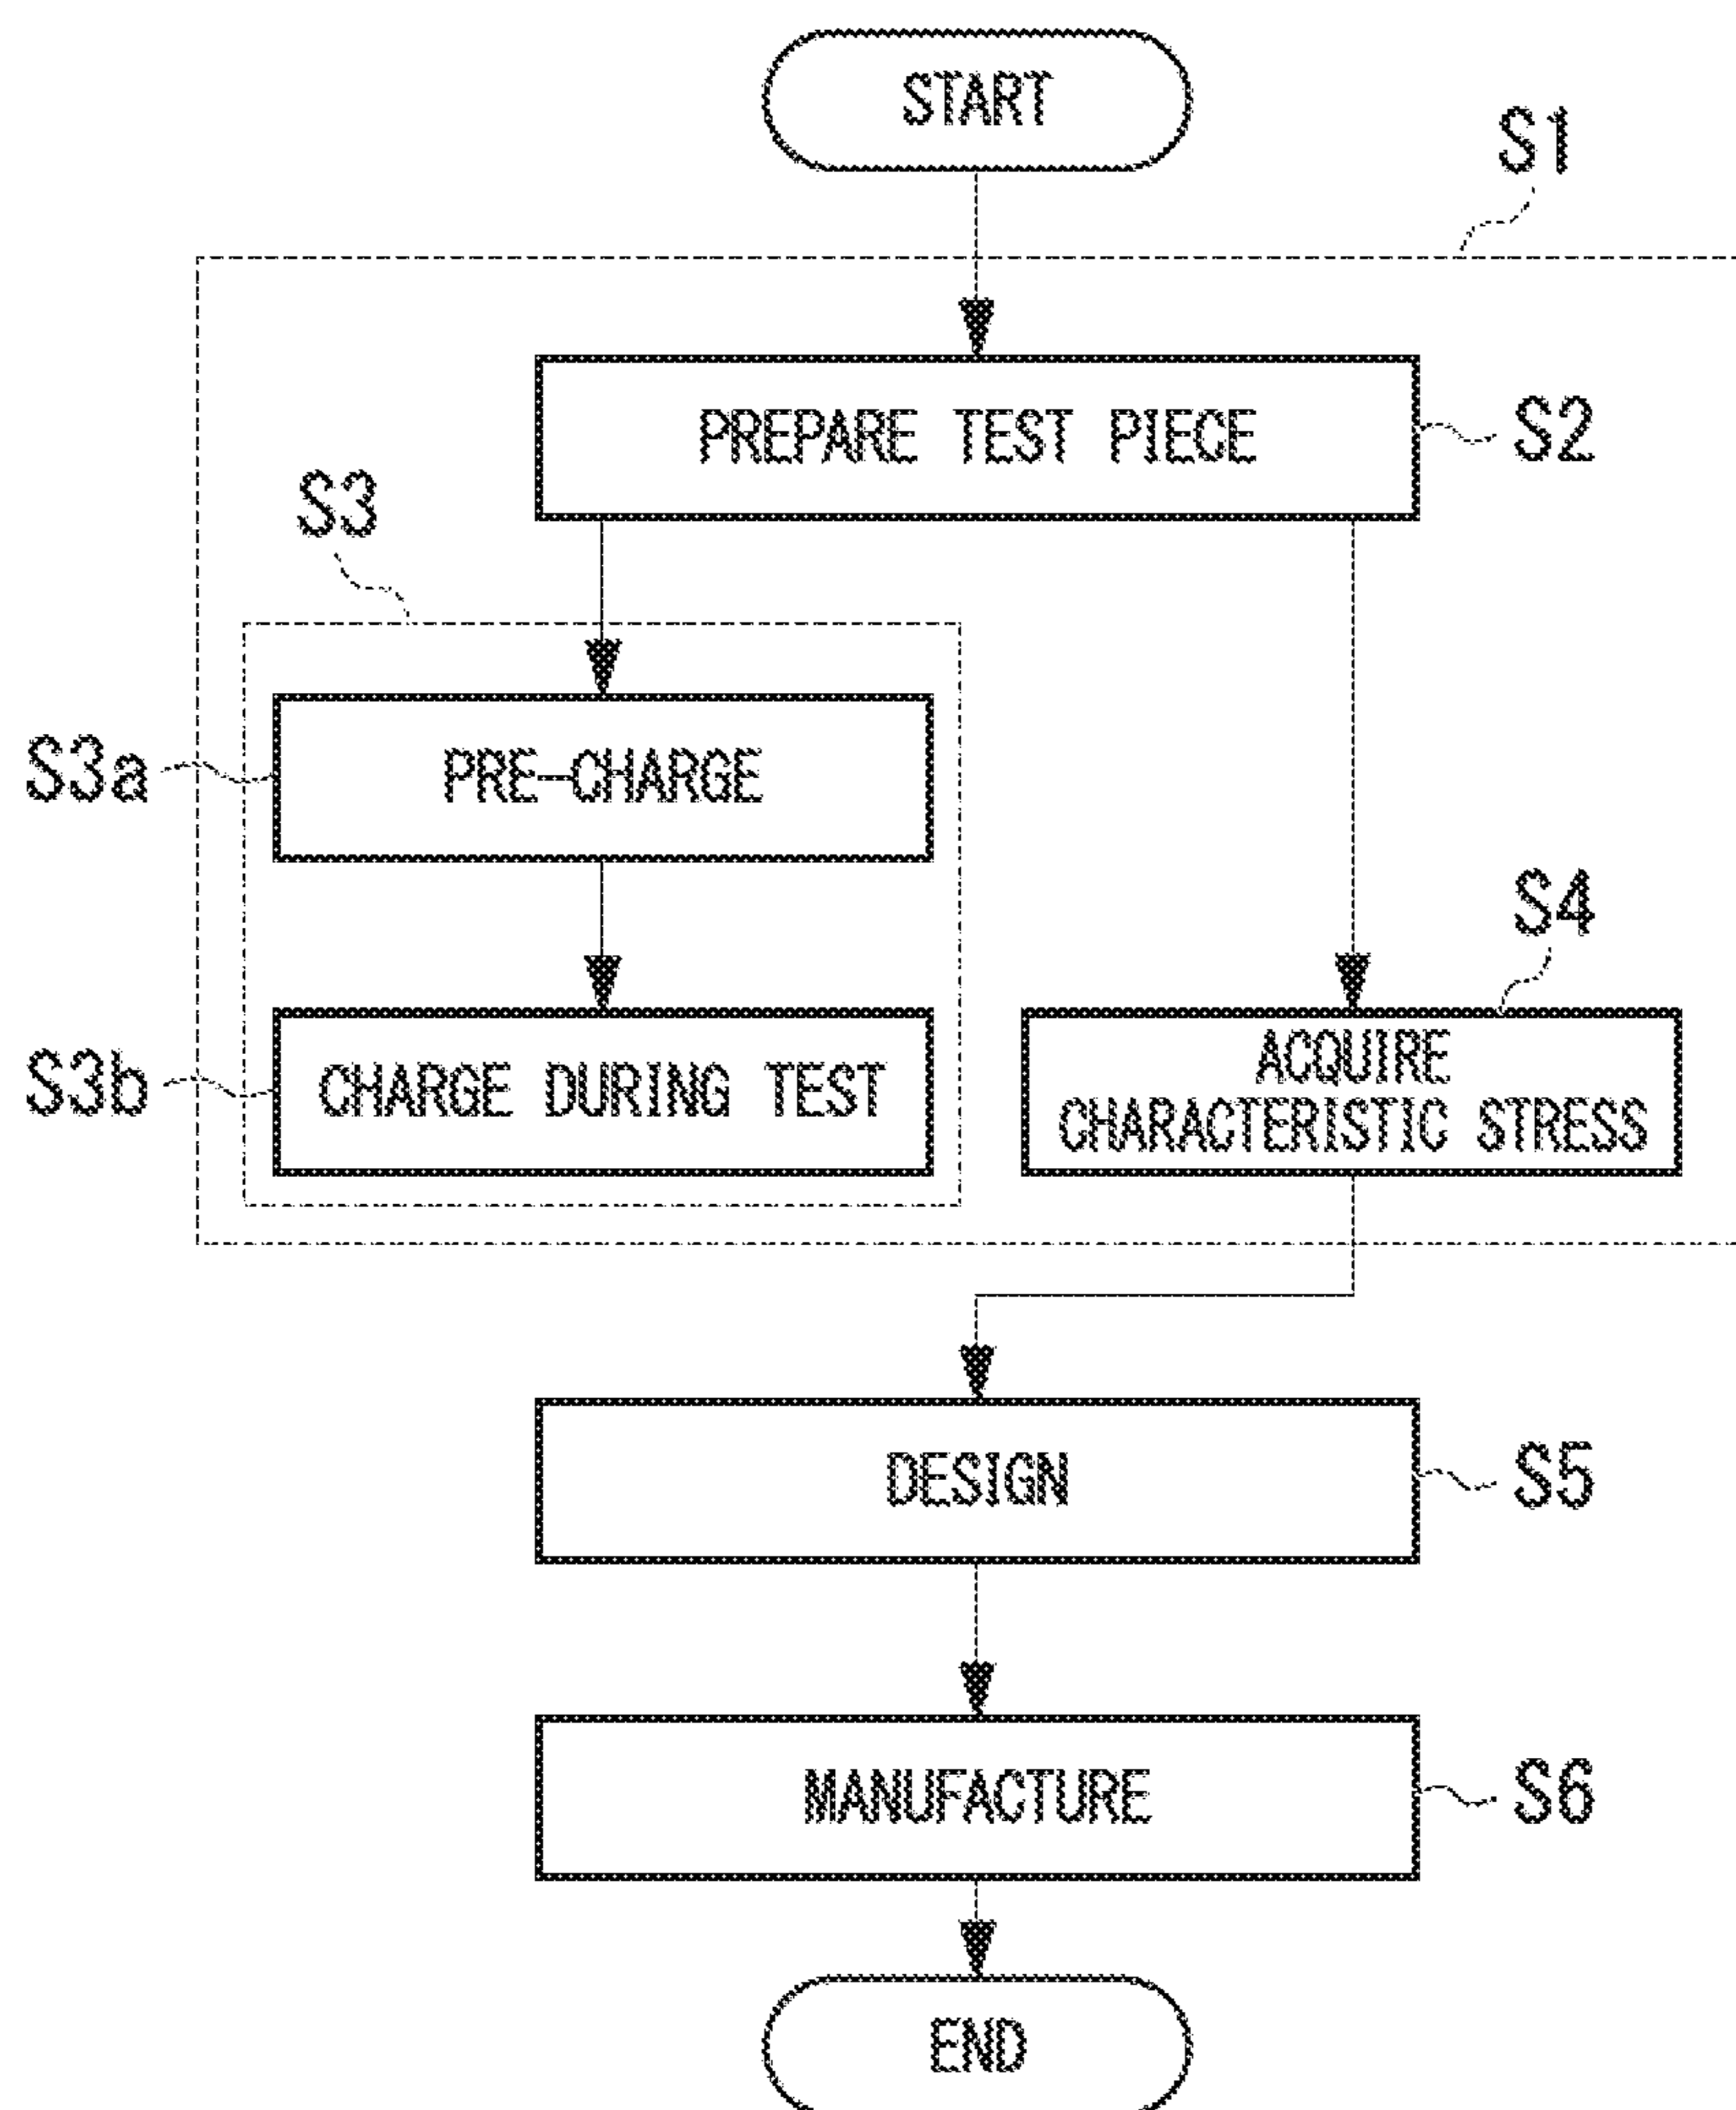 START
S1
PREPARE TEST PIECE
S2
S3
S3a
PRE-CHARGE
S4
S3b
CHARGE DURING TEST
ACQUIRE
CHARACTERISTIC STRESS
DESIGN
S5
MANUFACTURE
S6
END